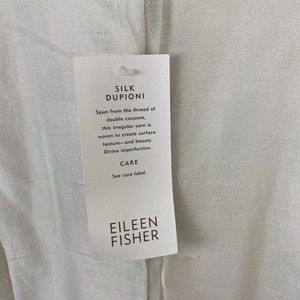 SILK
DUPIONI
Spun from the thread of
double cocoons,
this irregular yarn is
woven to create surface
texture—and beauty.
Divine imperfection.
CARE
See care label.
EILEEN
FISHER